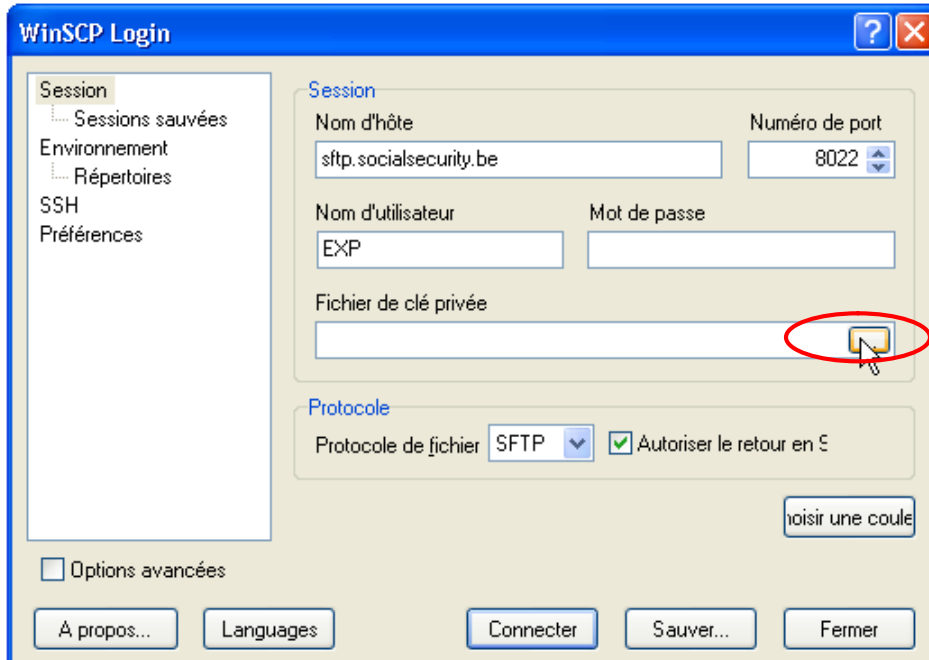 WinSCP Login
Session
Sessions sauvées
Environnement
Répertoires
SSH
Préférences
Session
Nom d'hôte
Numéro de port
sftp.socialsecurity.be
8022
Nom d'utilisateur
Mot de passe
EXP
Fichier de clé privée
Protocole
Protocole de fichier SFTP Autoriser le retour en S
hoisir une coule
Options avancées
A propos... Languages Connecter Sauver... Fermer